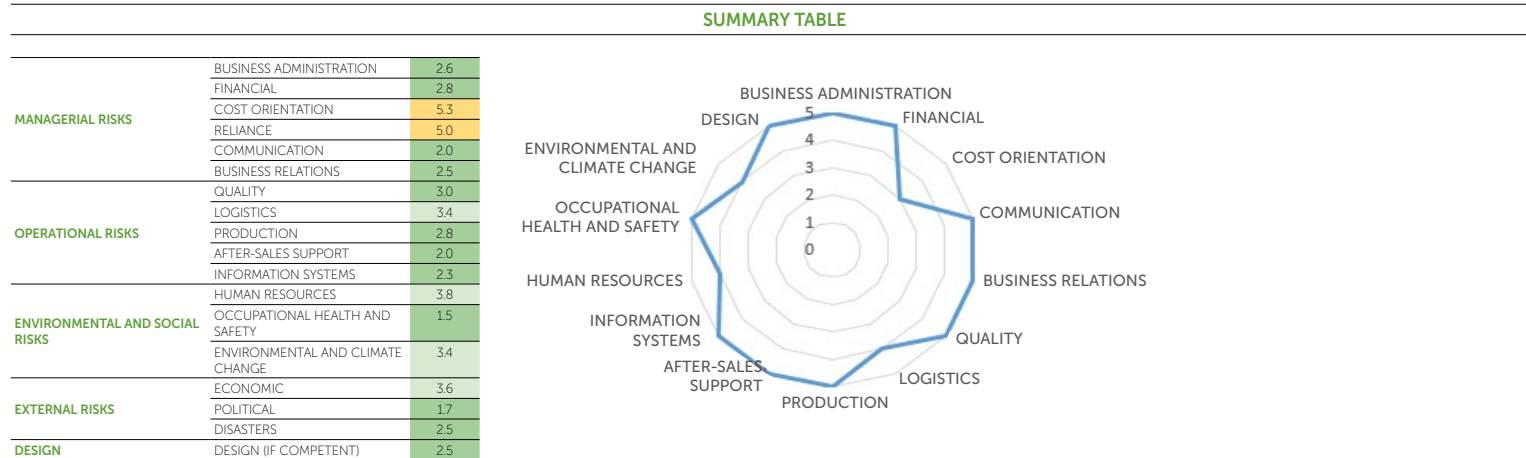 SUMMARY TABLE
MANAGERIAL RISKS
BUSINESS ADMINISTRATION 2.6
FINANCIAL 2.8
COST ORIENTATION 5.3
RELIANCE 5.0
COMMUNICATION 2.0
BUSINESS RELATIONS 2.5
OPERATIONAL RISKS
QUALITY 3.0
LOGISTICS 3.4
PRODUCTION 2.8
AFTER-SALES SUPPORT 2.0
INFORMATION SYSTEMS 2.3
ENVIRONMENTAL AND SOCIAL
RISKS
HUMAN RESOURCES 3.8
OCCUPATIONAL HEALTH AND 1.5
SAFETY
ENVIRONMENTAL AND CLIMATE 3.4
CHANGE
EXTERNAL RISKS
ECONOMIC 3.6
POLITICAL 1.7
DISASTERS 2.5
DESIGN
DESIGN (IF COMPETENT) 2.5
BUSINESS ADMINISTRATION
FINANCIAL
COST ORIENTATION
COMMUNICATION
BUSINESS RELATIONS
QUALITY
LOGISTICS
PRODUCTION
AFTER-SALES
SUPPORT
INFORMATION
SYSTEMS
HUMAN RESOURCES
OCCUPATIONAL
HEALTH AND SAFETY
ENVIRONMENTAL AND
CLIMATE CHANGE
DESIGN
5
4
3
2
1
0